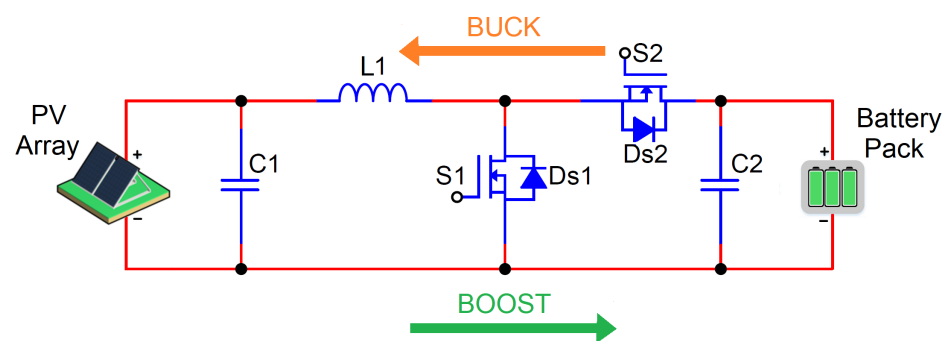 BUCK
S2
L1
PV
Array
+
−
C1
S1
Ds1
Ds2
C2
Battery
Pack
+
−
BOOST